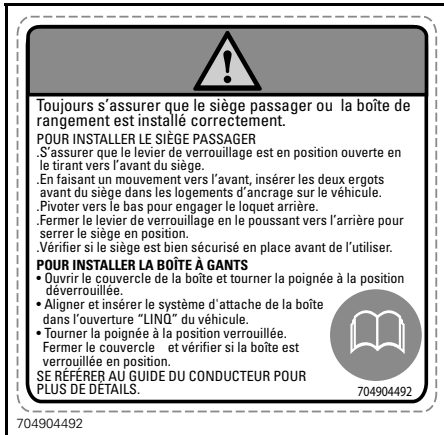 Toujours s'assurer que le siège passager ou la boîte de
rangement est installé correctement.
POUR INSTALLER LE SIÈGE PASSAGER
.S'assurer que le levier de verrouillage est en position ouverte en
le tirant vers l'avant du siège.
.En faisant un mouvement vers l'avant, insérer les deux ergots
avant du siège dans les logements d'ancrage sur le véhicule.
.Pivoter vers le bas pour engager le loquet arrière.
.Fermer le levier de verrouillage en le poussant vers l'arrière pour
serrer le siège en position.
.Vérifier si le siège est bien sécurisé en place avant de l'utiliser.
POUR INSTALLER LA BOÎTE À GANTS
• Ouvrir le couvercle de la boîte et tourner la poignée à la position
déverrouillée.
• Aligner et insérer le système d'attache de la boîte
dans l'ouverture "LINQ" du véhicule.
• Tourner la poignée à la position verrouillée.
Fermer le couvercle et vérifier si la boîte est
verrouillée en position.
SE RÉFÉRER AU GUIDE DU CONDUCTEUR POUR
PLUS DE DÉTAILS.
704904492
704904492